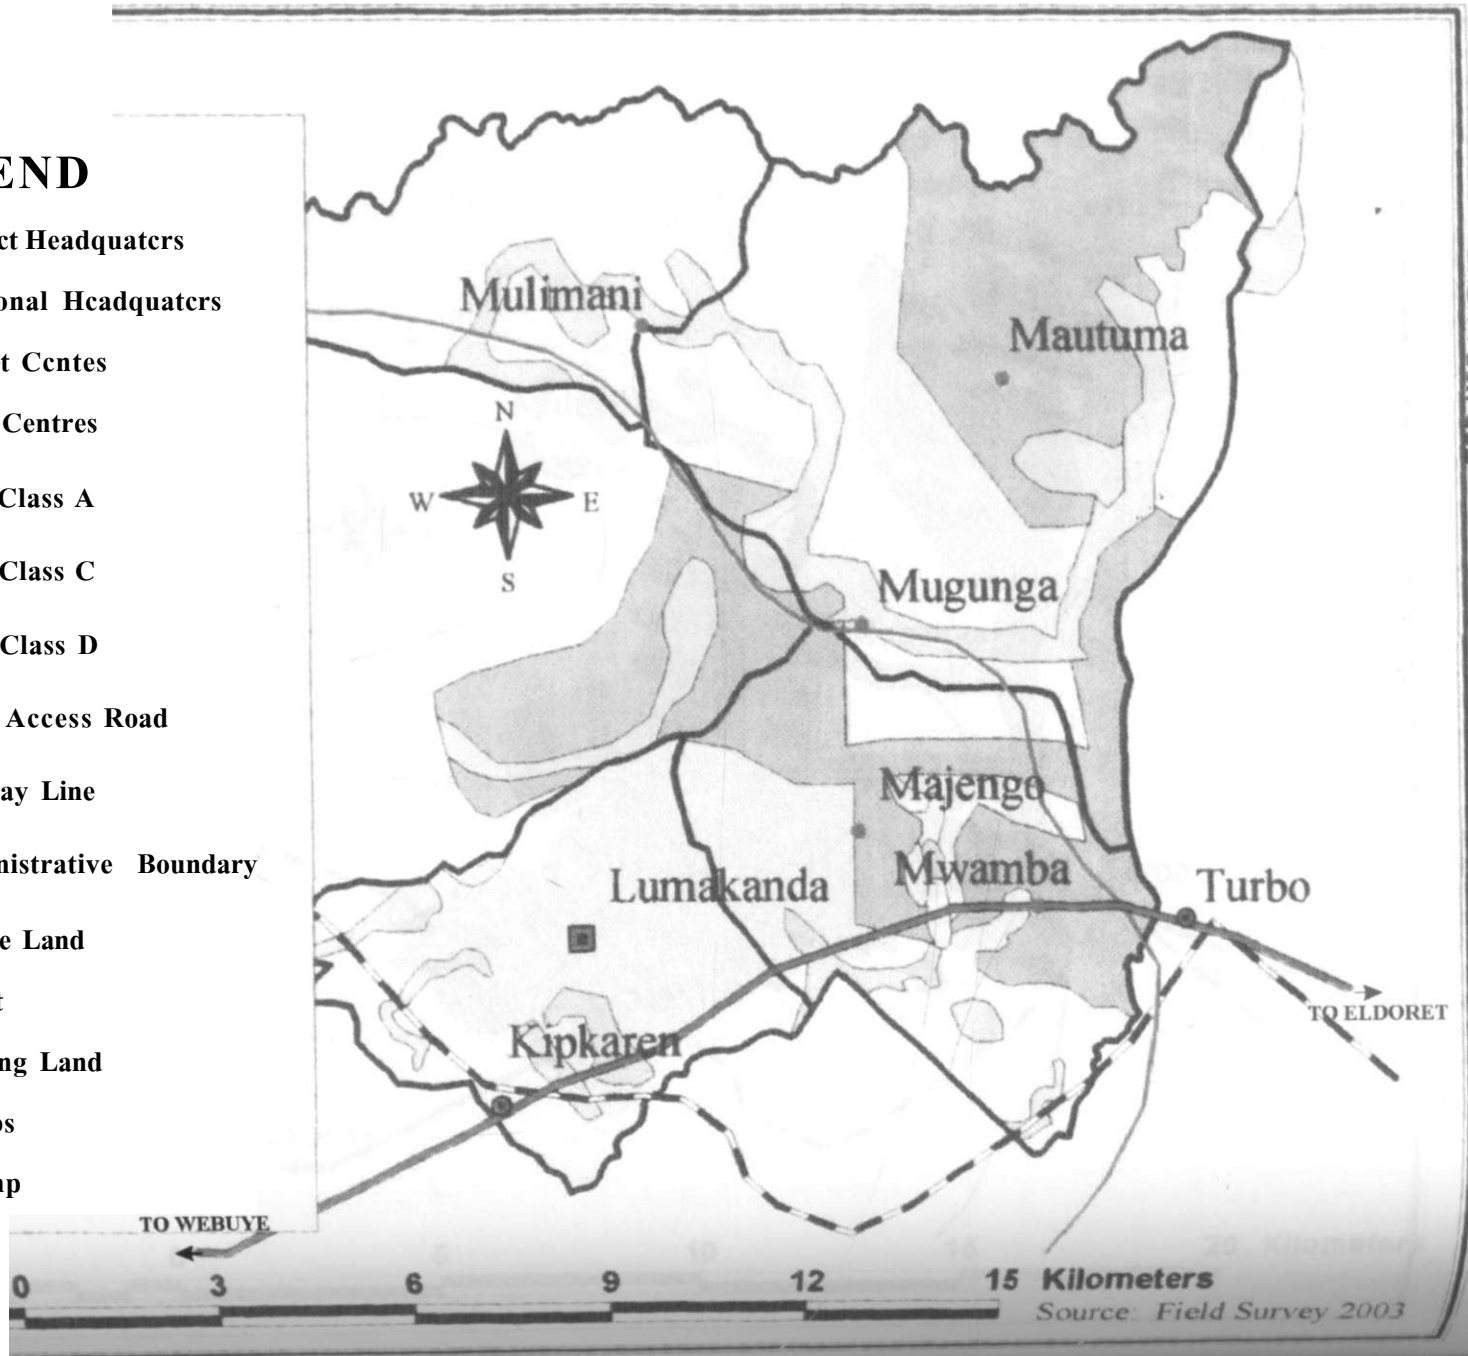 END
ct Headquatcrs
onal Hcadquatcrs
t Ccntes
Centres
Class A
Class C
Class D
Access Road
ay Line
nistrative Boundary
e Land
t
ng Land
ps
mp
Mulimani
Mautuma
N
W E
S
Mugunga
Majengo
Mwamba
Lumakanda
Turbo
TO ELDORET
Kipkaren
TO WEBUYE
0 3 6 9 12 15 Kilometers
Source: Field Survey 2003